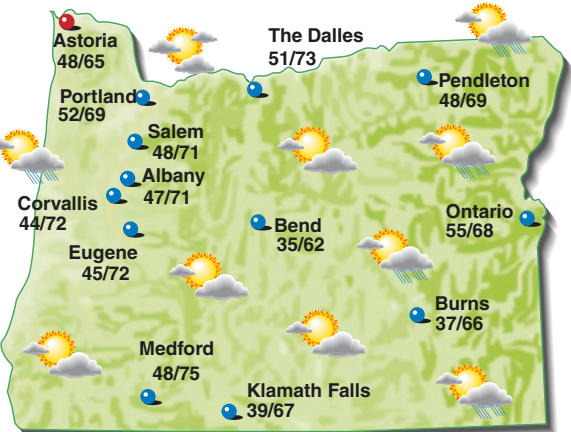 Astoria
48/65
The Dalles
51/73
Pendleton
48/69
Portland
52/69
Salem
48/71
Albany
47/71
Corvallis
44/72
Eugene
45/72
Bend
35/62
Ontario
55/68
Burns
37/66
Medford
48/75
Klamath Falls
39/67